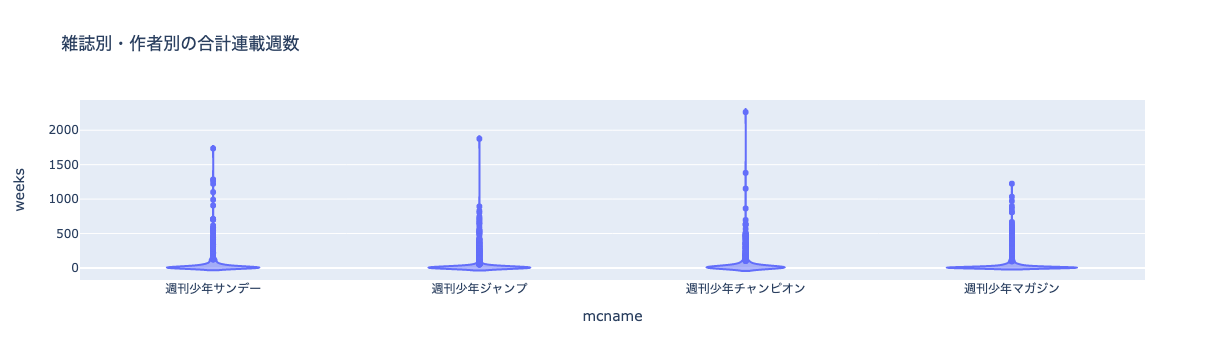 雑誌別・作者別の合計連載週数
weeks
2000
1500
1000
500
0
週刊少年サンデー 週刊少年ジャンプ 週刊少年チャンピオン 週刊少年マガジン
mcname